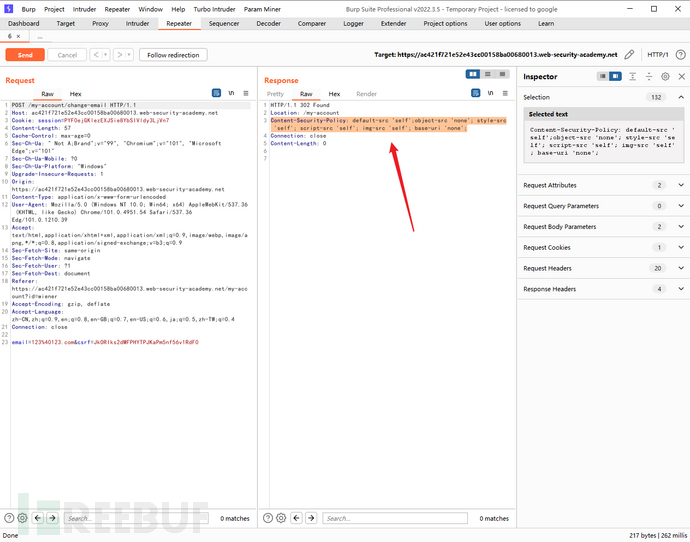 Burp Project Intruder Repeater Window Help Turbo Intruder Param Miner Burp Suite Professional v2022.3.5 - Temporary Project - licensed to google
Dashboard Target Proxy Intruder Repeater Sequencer Decoder Comparer Logger Extender Project options User options Learn
6 × ...
Send Cancel < > Follow redirection Target: https://ac421f721e52e43cc00158ba00680013.web-security-academy.net HTTP/1
Request
Raw Hex
1 POST /my-account/change-email HTTP/1.1
2 Host: ac421f721e52e43cc00158ba00680013.web-security-academy.net
4 Content-Length: 57
5 Cache-Control: max-age=0
6 Sec-Ch-Ua: " Not A;Brand";v="99", "Chromium";v="101", "Microsoft
Edge";v="101"
7 Sec-Ch-Ua-Mobile: ?0
8 Sec-Ch-Ua-Platform: "Windows"
9 Upgrade-Insecure-Requests: 1
10 Origin:
https://ac421f721e52e43cc00158ba00680013.web-security-academy.net
11 Content-Type: application/x-www-form-urlencoded
12 User-Agent: Mozilla/5.0 (Windows NT 10.0; Win64; x64) AppleWebKit/537.36
(KHTML, like Gecko) Chrome/101.0.4951.54 Safari/537.36
Edg/101.0.1210.39
13 Accept:
text/html,application/xhtml+xml,application/xml;q=0.9,image/webp,image/a
png,*/*;q=0.8,application/signed-exchange;v=b3;q=0.9
14 Sec-Fetch-Site: same-origin
15 Sec-Fetch-Mode: navigate
16 Sec-Fetch-User: ?1
17 Sec-Fetch-Dest: document
18 Referer:
https://ac421f721e52e43cc00158ba00680013.web-security-academy.net/my-acc
ount?id=wiener
19 Accept-Encoding: gzip, deflate
20 Accept-Language:
zh-CN,zh;q=0.9,en;q=0.8,en-GB;q=0.7,en-US;q=0.6,ja;q=0.5,zh-TW;q=0.4
21 Connection: close
22
23 email=123%40123.com&csrf=
Search... 0 matches
Response
Pretty Raw Hex Render
1 HTTP/1.1 302 Found
2 Location: /my-account
3 Content-Security-Policy: default-src 'self';object-src 'none'; style-src
'self'; script-src 'self'; img-src 'self'; base-uri 'none';
4 Connection: close
5 Content-Length: 0
6
7
Search... 0 matches
Inspector
Selection 132
Selected text
Content-Security-Policy: default-src '
self';object-src 'none'; style-src 'se
lf'; script-src 'self'; img-src 'self'
; base-uri 'none';
Request Attributes 2
Request Query Parameters 0
Request Body Parameters 2
Request Cookies 1
Request Headers 20
Response Headers 4
REEBUF
Done 217 bytes | 262 millis